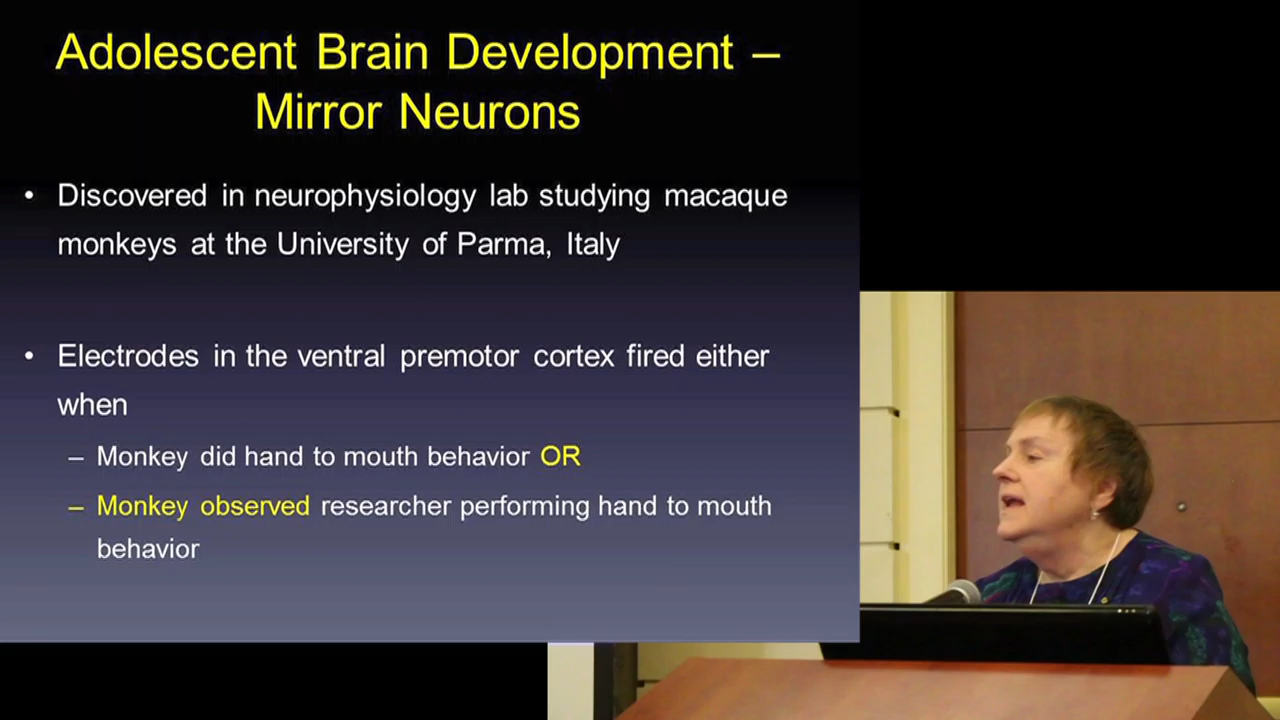 Adolescent Brain Development –
Mirror Neurons
• Discovered in neurophysiology lab studying macaque
monkeys at the University of Parma, Italy
• Electrodes in the ventral premotor cortex fired either
when
– Monkey did hand to mouth behavior OR
– Monkey observed researcher performing hand to mouth
behavior